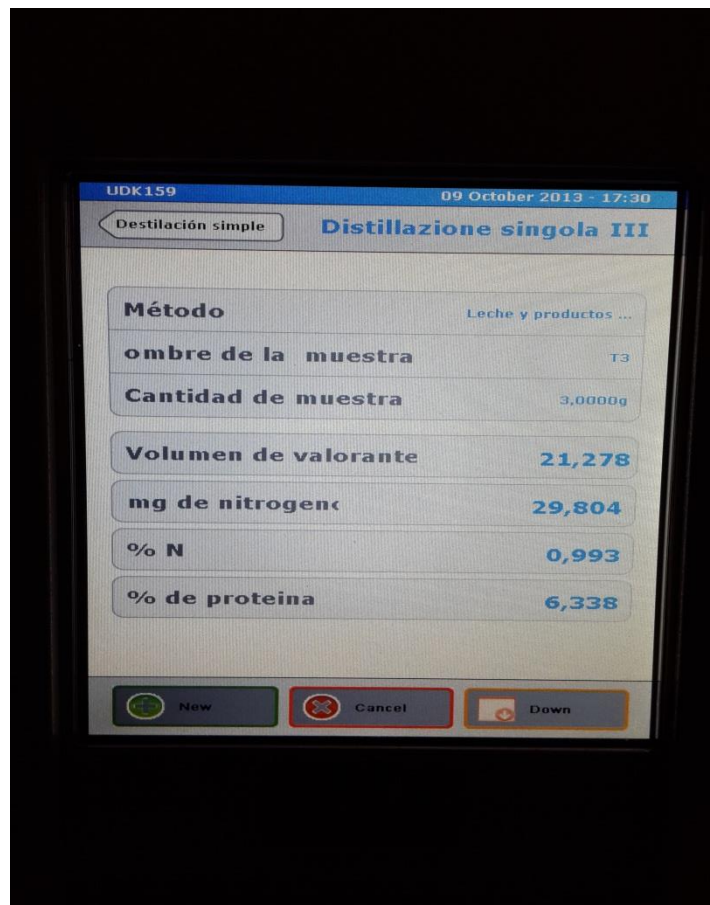 UDK159 09 October 2013 - 17:30
Destilación simple Distillazione singola III
Método Leche y productos ...
ombre de la muestra T3
Cantidad de muestra 3,0000g
Volumen de valorante 21,278
mg de nitrogen
% N 0,993
% de proteina 6,338
New Cancel Down